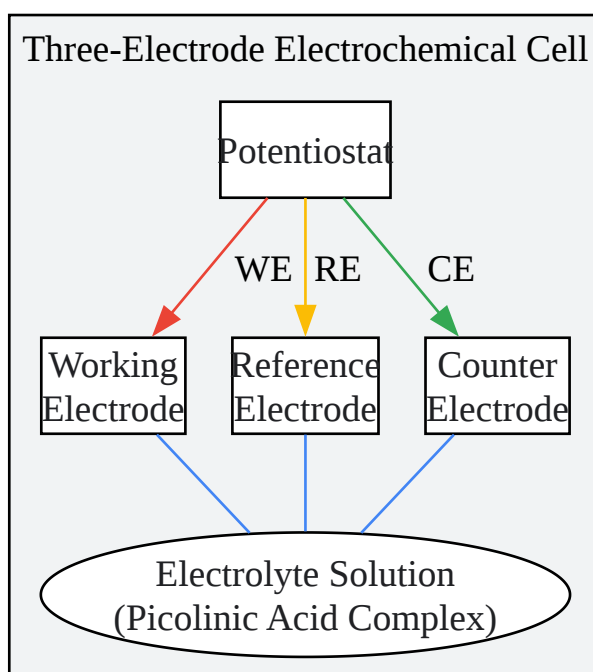 Three-Electrode Electrochemical Cell
Potentiostat
WE
RE
CE
Working
Electrode
Reference
Electrode
Counter
Electrode
Electrolyte Solution
(Picolinic Acid Complex)